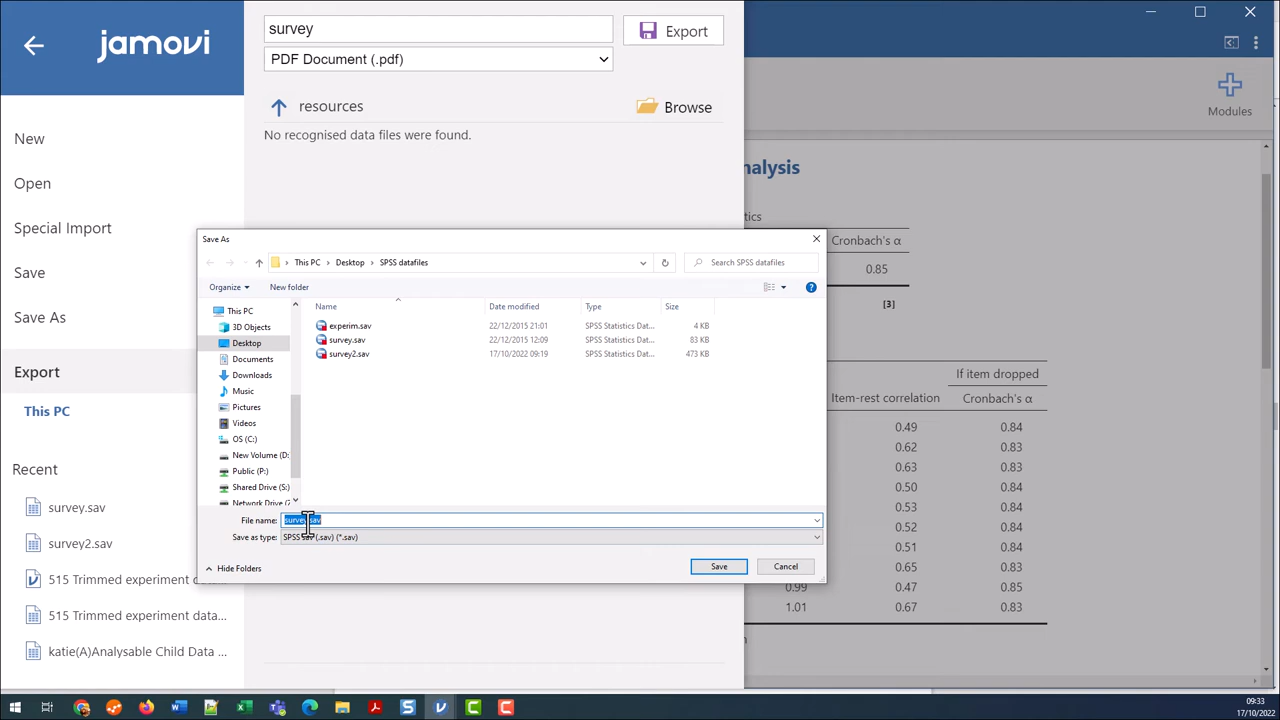 jamovi
New
Open
Special Import
Save
Save As
Export
This PC
Recent
survey.sav
survey2.sav
515 Trimmed experiment data...
515 Trimmed experiment data...
katie(A)Analysable Child Data ...
survey
Export
PDF Document (.pdf)
resources
Browse
No recognised data files were found.
Modules
nalysis
tics
Cronbach's α
0.85
[3]
If item dropped
Item-rest correlation Cronbach's α
0.49 0.84
0.62 0.83
0.63 0.83
0.50 0.84
0.53 0.84
0.52 0.84
0.51 0.84
0.65 0.83
0.99 0.47 0.85
1.01 0.67 0.83
Save As
This PC > Desktop > SPSS datafiles
Search SPSS datafiles
Organize New folder
This PC
3D Objects
Desktop
Documents
Downloads
Music
Pictures
Videos
OS (C:)
New Volume (D:
Public (P:)
Shared Drive (S:)
Network Drive (
Name Date modified Type Size
experim.sav 22/12/2015 21:01 SPSS Statistics Dat... 4 KB
survey.sav 22/12/2015 12:09 SPSS Statistics Dat... 83 KB
survey2.sav 17/10/2022 09:19 SPSS Statistics Dat... 473 KB
File name: survey.sav
Save as type: SPSS sav (.sav) (*.sav)
Hide Folders
Save Cancel
09:33
17/10/2022